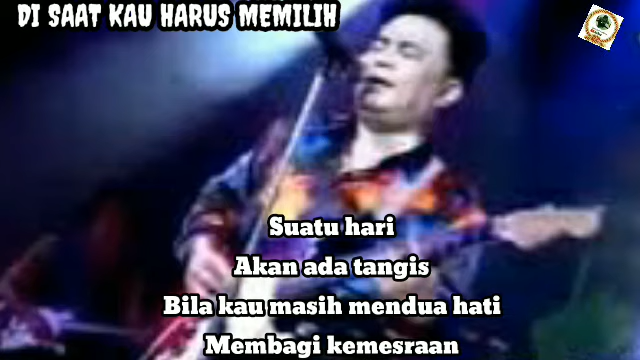 DI SAAT KAU HARUS MEMILIH
Suatu hari
Akan ada tangis
Bila kau masih mendua hati
Membagi kemesraan